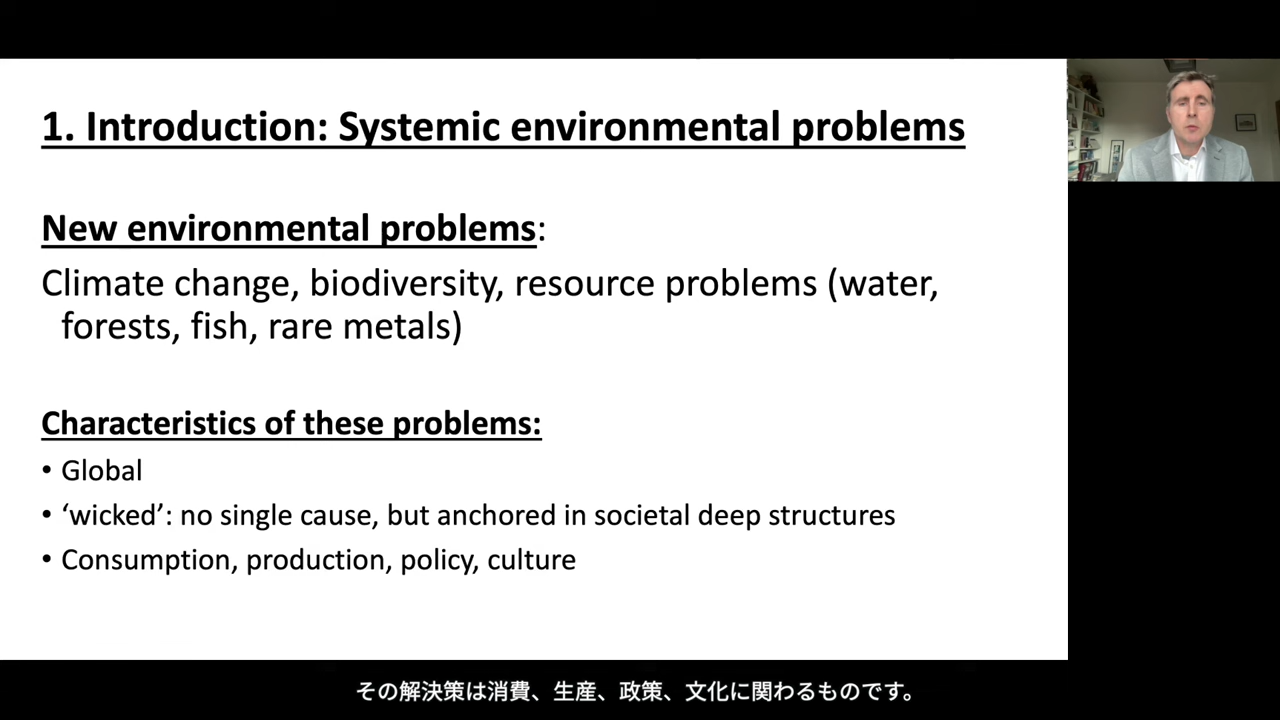 1. Introduction: Systemic environmental problems
New environmental problems:
Climate change, biodiversity, resource problems (water,
forests, fish, rare metals)
Characteristics of these problems:
• Global
• ‘wicked’: no single cause, but anchored in societal deep structures
• Consumption, production, policy, culture
その解決策は消費、生産、政策、文化に関わるものです。